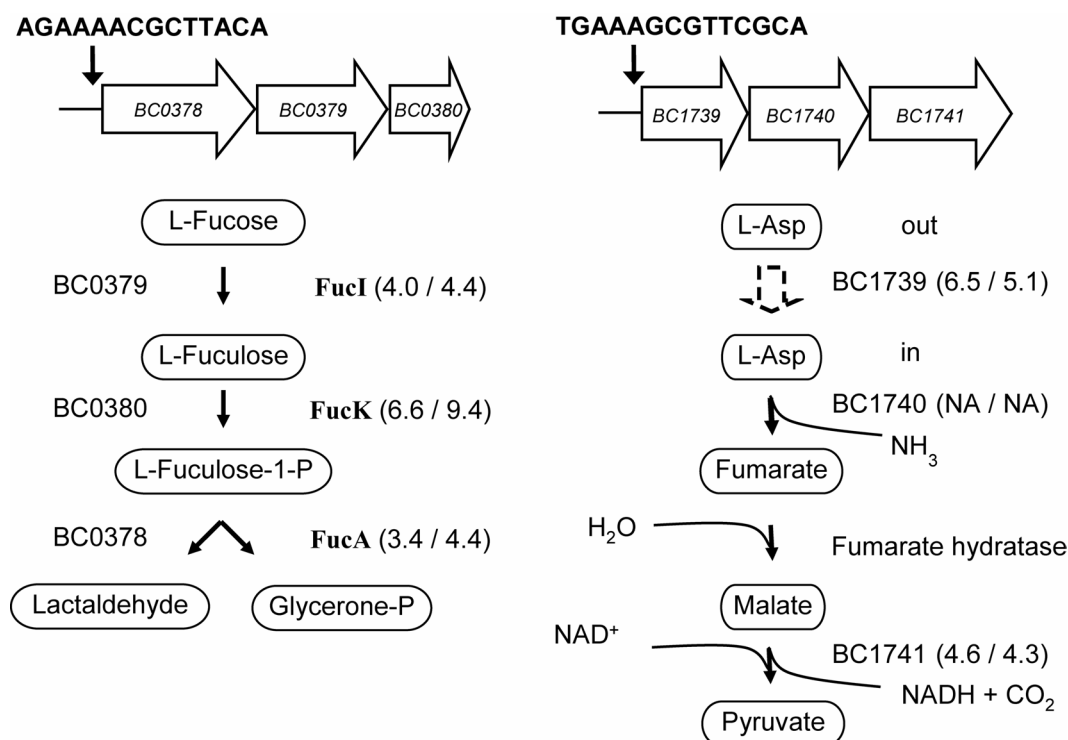 AGAAAACGCTTACA
BC0378 BC0379 BC0380
L-Fucose
BC0379 FucI (4.0 / 4.4)
L-Fuculose
BC0380 FucK (6.6 / 9.4)
L-Fuculose-1-P
BC0378 FucA (3.4 / 4.4)
Lactaldehyde Glycerone-P
TGAAAGCGTTCGCA
BC1739 BC1740 BC1741
L-Asp out
BC1739 (6.5 / 5.1)
L-Asp in
BC1740 (NA / NA)
NH3
Fumarate
H2O
Fumarate hydratase
Malate
NAD+
BC1741 (4.6 / 4.3)
NADH + CO2
Pyruvate